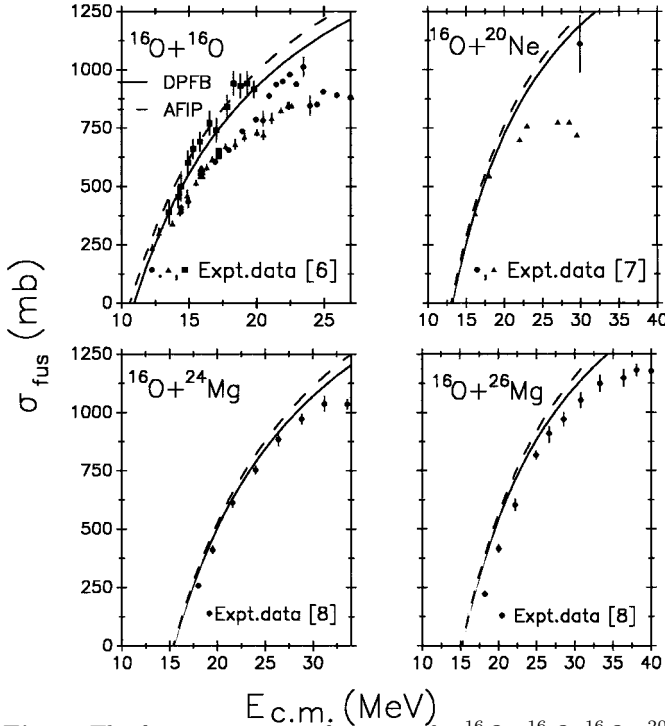 1250
1000
750
500
250
0
¹⁶O+¹⁶O
DPFB
AFIP
Expt.data [6]
10 15 20 25
¹⁶O+²⁰Ne
Expt.data [7]
10 15 20 25 30 35 40
σfus (mb)
1250
1000
750
500
250
0
¹⁶O+²⁴Mg
Expt.data [8]
10 15 20 25 30
¹⁶O+²⁶Mg
Expt.data [8]
10 15 20 25 30 35 40
Ec.m. (MeV)